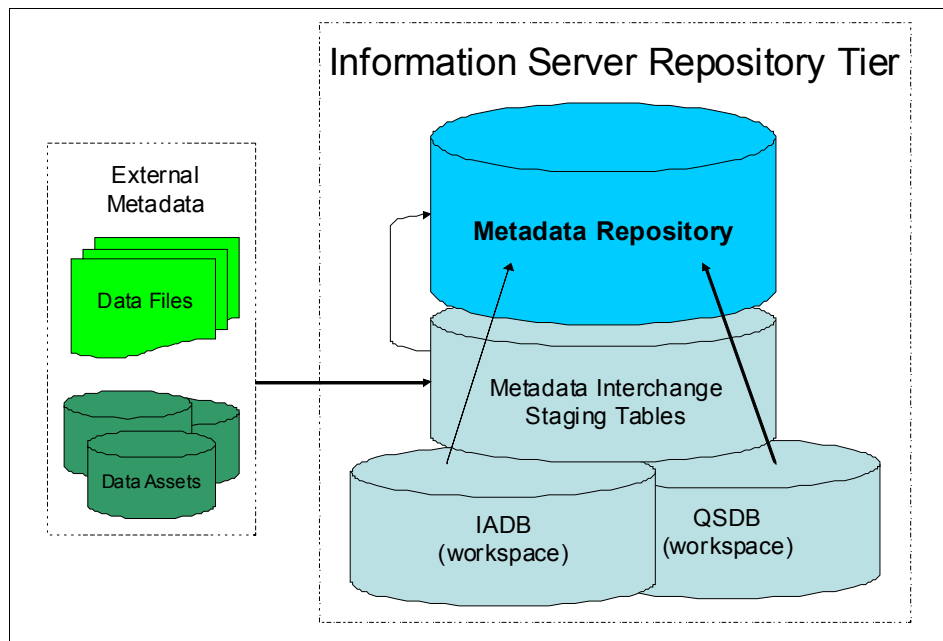 Information Server Repository Tier
External
Metadata
Data Files
Data Assets
Metadata Repository
Metadata Interchange
Staging Tables
IADB
(workspace)
QSDB
(workspace)